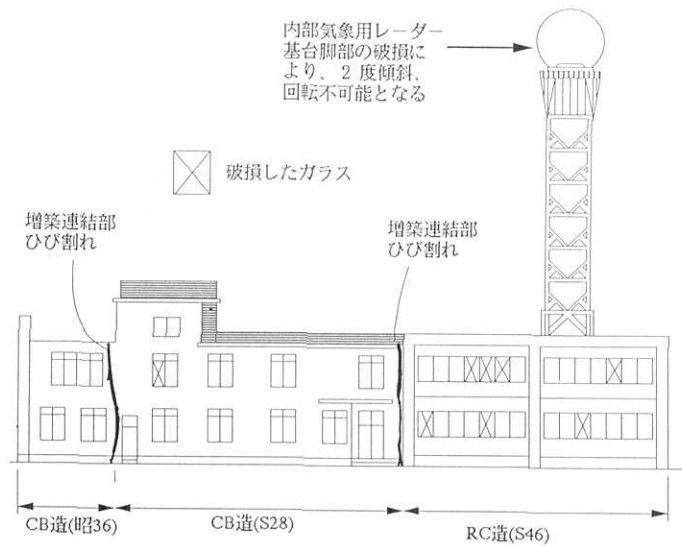 内部気象用レーダー
基台脚部の破損に
より、2度傾斜、
回転不可能となる
破損したガラス
増築連結部
ひび割れ
増築連結部
ひび割れ
CB造(昭36)
CB造(S28)
RC造(S46)